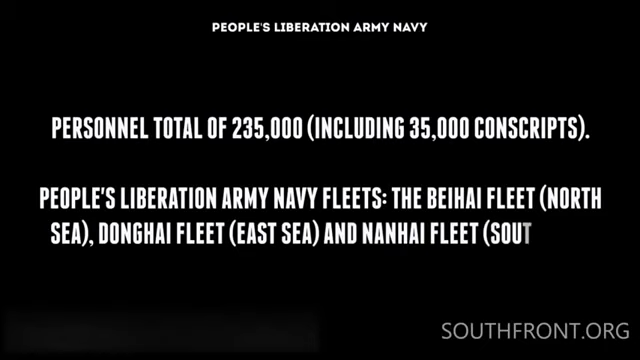 PEOPLE'S LIBERATION ARMY NAVY
PERSONNEL TOTAL OF 235,000 (INCLUDING 35,000 CONSCRIPTS).
PEOPLE'S LIBERATION ARMY NAVY FLEETS: THE BEIHAI FLEET (NORTH
SEA), DONGHAI FLEET (EAST SEA) AND NANHAI FLEET (SOUT
SOUTHFRONT.ORG